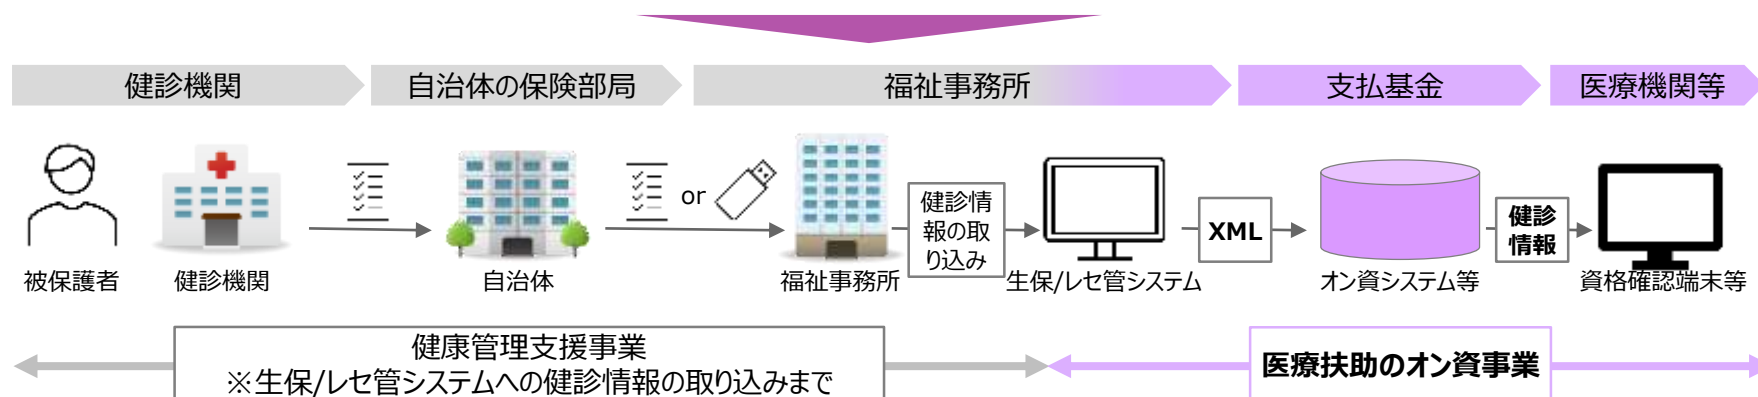 健診機関
自治体の保険部局
福祉事務所
支払基金
医療機関等
or
健診情
報の取
り込み
XML
健診
情報
被保護者
健診機関
自治体
福祉事務所
生保/レセ管システム
オン資システム等
資格確認端末等
健康管理支援事業
※生保/レセ管システムへの健診情報の取り込みまで
医療扶助のオン資事業